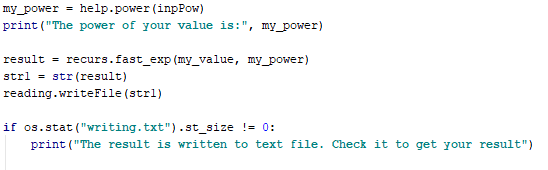 my_power = help.power(inpPow)
print("The power of your value is:", my_power)
result = recurs.fast_exp(my_value, my_power)
str1 = str(result)
reading.writeFile(str1)
if os.stat("writing.txt").st_size != 0:
print("The result is written to text file. Check it to get your result")